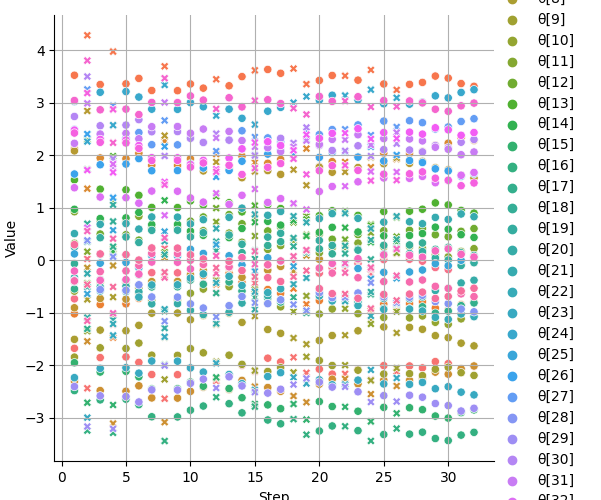 θ[8]
θ[9]
θ[10]
θ[11]
θ[12]
θ[13]
θ[14]
θ[15]
θ[16]
θ[17]
θ[18]
θ[19]
θ[20]
θ[21]
θ[22]
θ[23]
θ[24]
θ[25]
θ[26]
θ[27]
θ[28]
θ[29]
θ[30]
θ[31]
θ[32]
4
3
2
1
0
−1
−2
−3
Value
0 5 10 15 20 25 30
Step